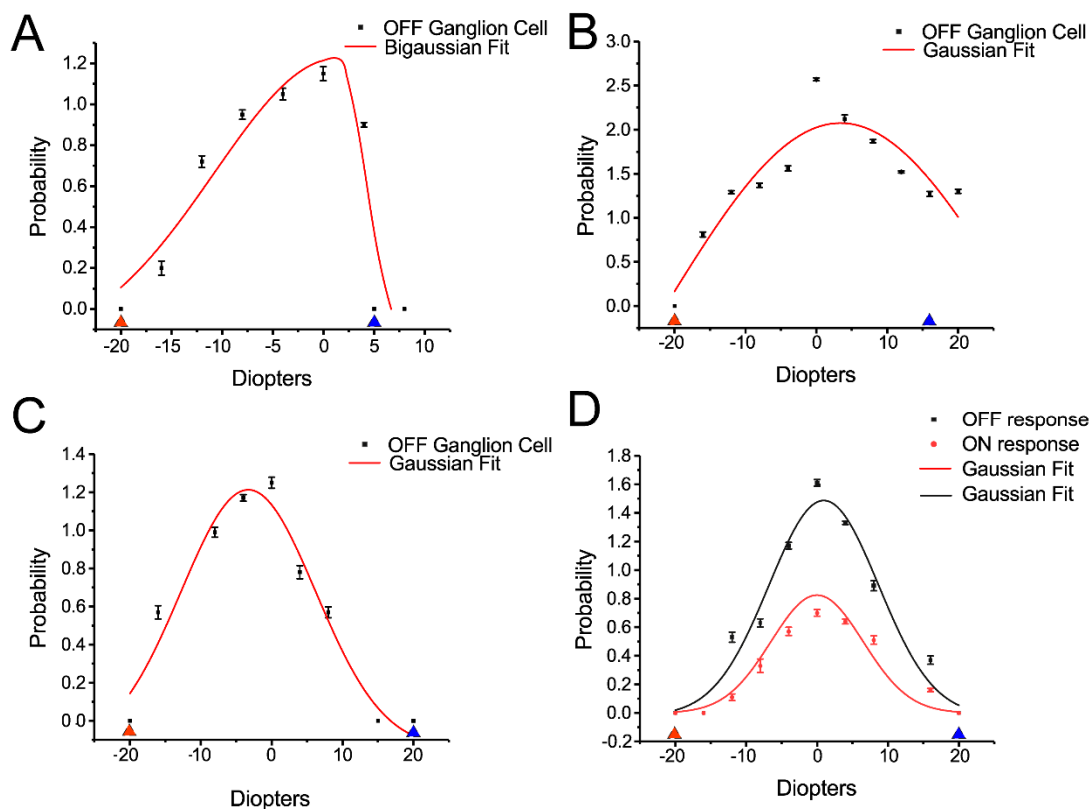 A
OFF Ganglion Cell
Bigaussian Fit
1.2
1.0
0.8
0.6
0.4
0.2
0.0
Probability
-20 -15 -10 -5 0 5 10
Diopters
B
OFF Ganglion Cell
Gaussian Fit
3.0
2.5
2.0
1.5
1.0
0.5
0.0
Probability
-20 -10 0 10 20
Diopters
C
OFF Ganglion Cell
Gaussian Fit
1.4
1.2
1.0
0.8
0.6
0.4
0.2
0.0
Probability
-20 -10 0 10 20
Diopters
D
OFF response
ON response
Gaussian Fit
Gaussian Fit
1.8
1.6
1.4
1.2
1.0
0.8
0.6
0.4
0.2
0.0
-0.2
Probability
-20 -10 0 10 20
Diopters